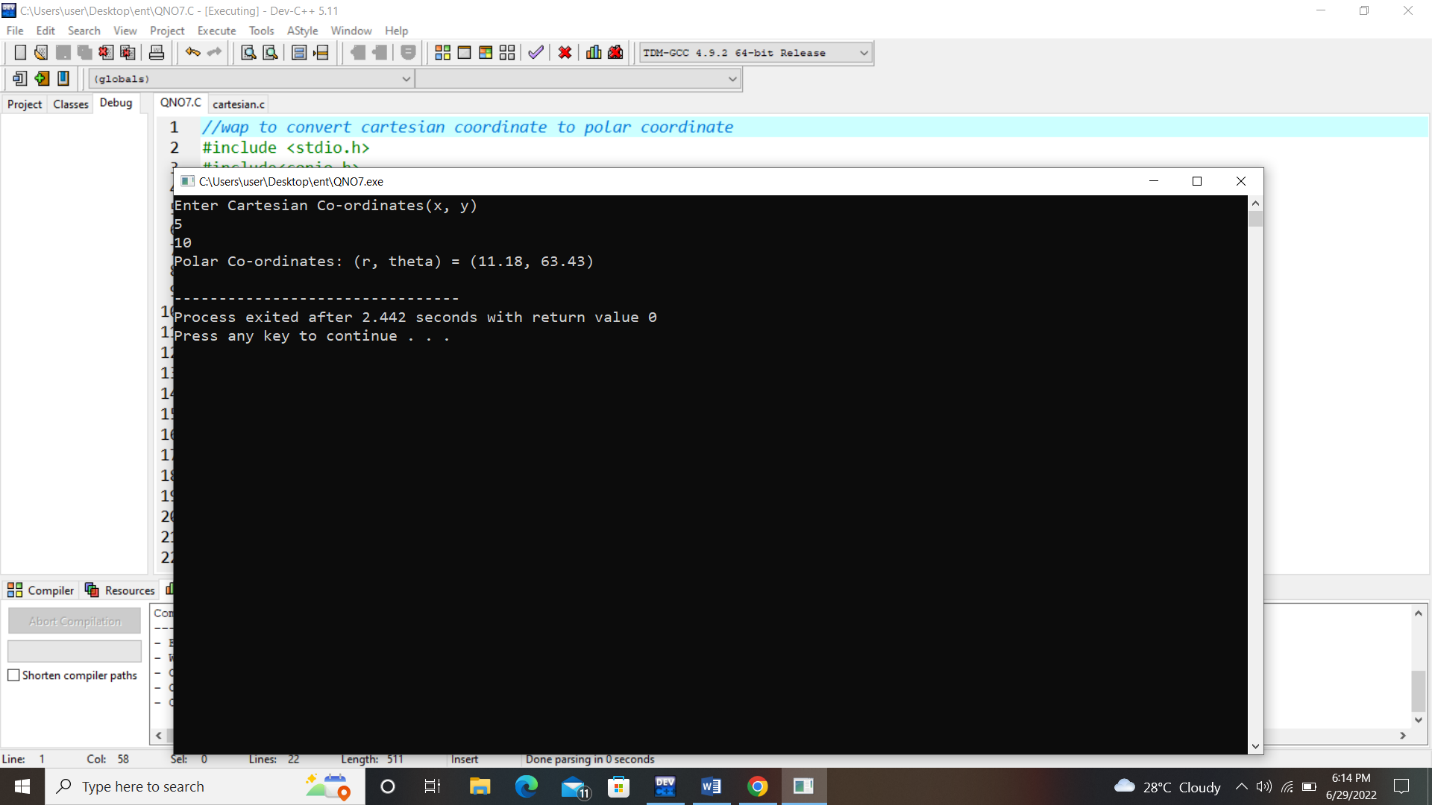 C:\Users\user\Desktop\ent\QNO7.C - [Executing] - Dev-C++ 5.11
File Edit Search View Project Execute Tools AStyle Window Help
TDM-GCC 4.9.2 64-bit Release
(globals)
Project Classes Debug QNO7.C cartesian.c
1 //wap to convert cartesian coordinate to polar coordinate
2 #include <stdio.h>
C:\Users\user\Desktop\ent\QNO7.exe
Enter Cartesian Co-ordinates(x, y)
5
10
Polar Co-ordinates: (r, theta) = (11.18, 63.43)
--------------------------------
Process exited after 2.442 seconds with return value 0
Press any key to continue . . .
Compiler Resources
Abort Compilation
Shorten compiler paths
Line: 1 Col: 58 Sel: 0 Lines: 22 Length: 511 Insert Done parsing in 0 seconds
Type here to search
DEV
11
28°C Cloudy
6:14 PM
6/29/2022